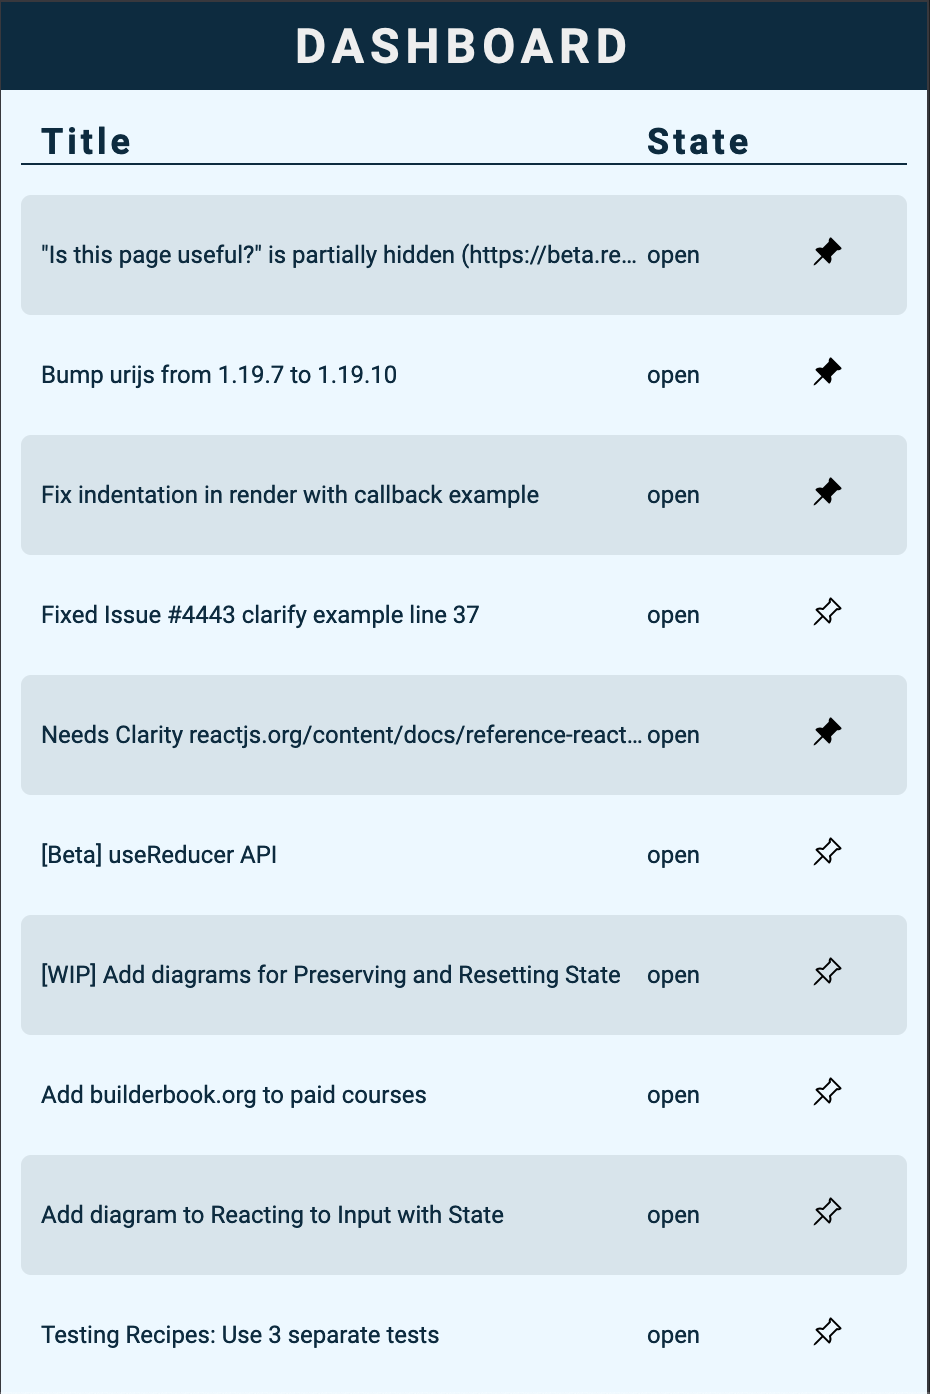 DASHBOARD
Title State
"Is this page useful?" is partially hidden (https://beta.re... open
Bump urijs from 1.19.7 to 1.19.10 open
Fix indentation in render with callback example open
Fixed Issue #4443 clarify example line 37 open
Needs Clarity reactjs.org/content/docs/reference-react... open
[Beta] useReducer API open
[WIP] Add diagrams for Preserving and Resetting State open
Add builderbook.org to paid courses open
Add diagram to Reacting to Input with State open
Testing Recipes: Use 3 separate tests open